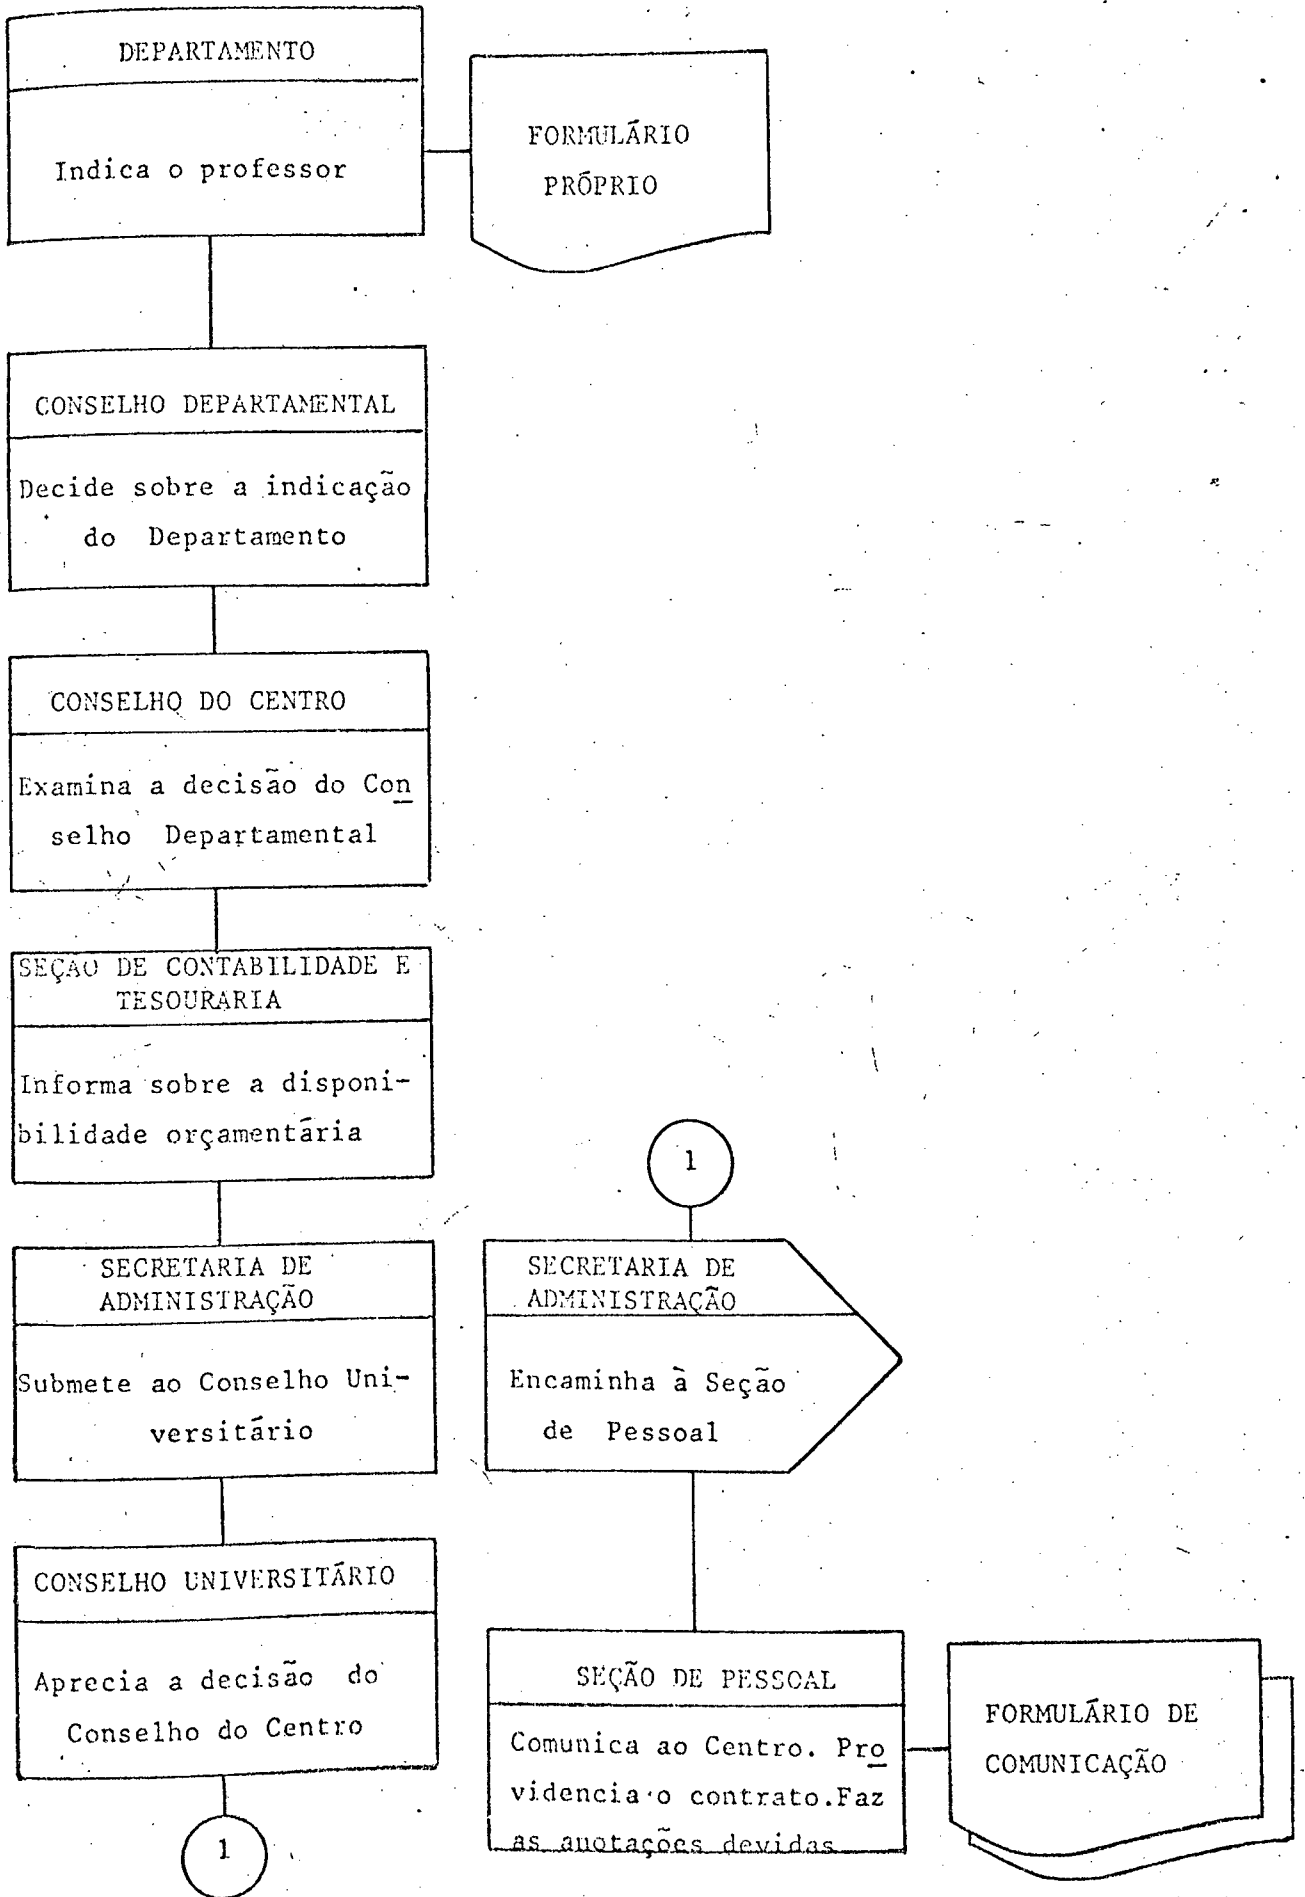 DEPARTAMENTO
Indica o professor
FORMULÁRIO
PRÓPRIO
CONSELHO DEPARTAMENTAL
Decide sobre a indicação
do Departamento
CONSELHO DO CENTRO
Examina a decisão do Con
selho Departamental
SEÇÃO DE CONTABILIDADE E
TESOURARIA
Informa sobre a disponi-
bilidade orçamentária
SECRETARIA DE
ADMINISTRAÇÃO
Submete ao Conselho Uni-
versitário
CONSELHO UNIVERSITÁRIO
Aprecia a decisão do
Conselho do Centro
1
1
SECRETARIA DE
ADMINISTRAÇÃO
Encaminha à Seção
de Pessoal
SEÇÃO DE PESSOAL
Comunica ao Centro. Pro
videncia o contrato.Faz
as anotações devidas
FORMULÁRIO DE
COMUNICAÇÃO